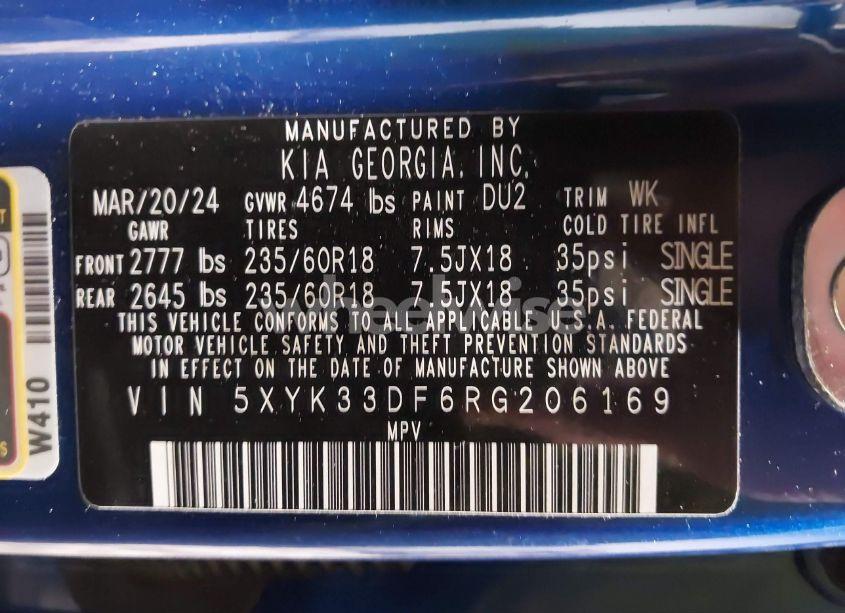 MANUFACTURED BY
KIA GEORGIA, INC.
MAR/20/24 GVWR 4674 lbs PAINT DU2 TRIM WK
GAWR TIRES RIMS COLD TIRE INFL
FRONT 2777 lbs 235/60R18 7.5JX18 35psi SINGLE
REAR 2645 lbs 235/60R18 7.5JX18 35psi SINGLE
wheelwise
THIS VEHICLE CONFORMS TO ALL APPLICABLE U.S.A. FEDERAL
MOTOR VEHICLE SAFETY AND THEFT PREVENTION STANDARDS
IN EFFECT ON THE DATE OF MANUFACTURE SHOWN ABOVE
VIN 5XYK33DF6RG206169
MPV
W410